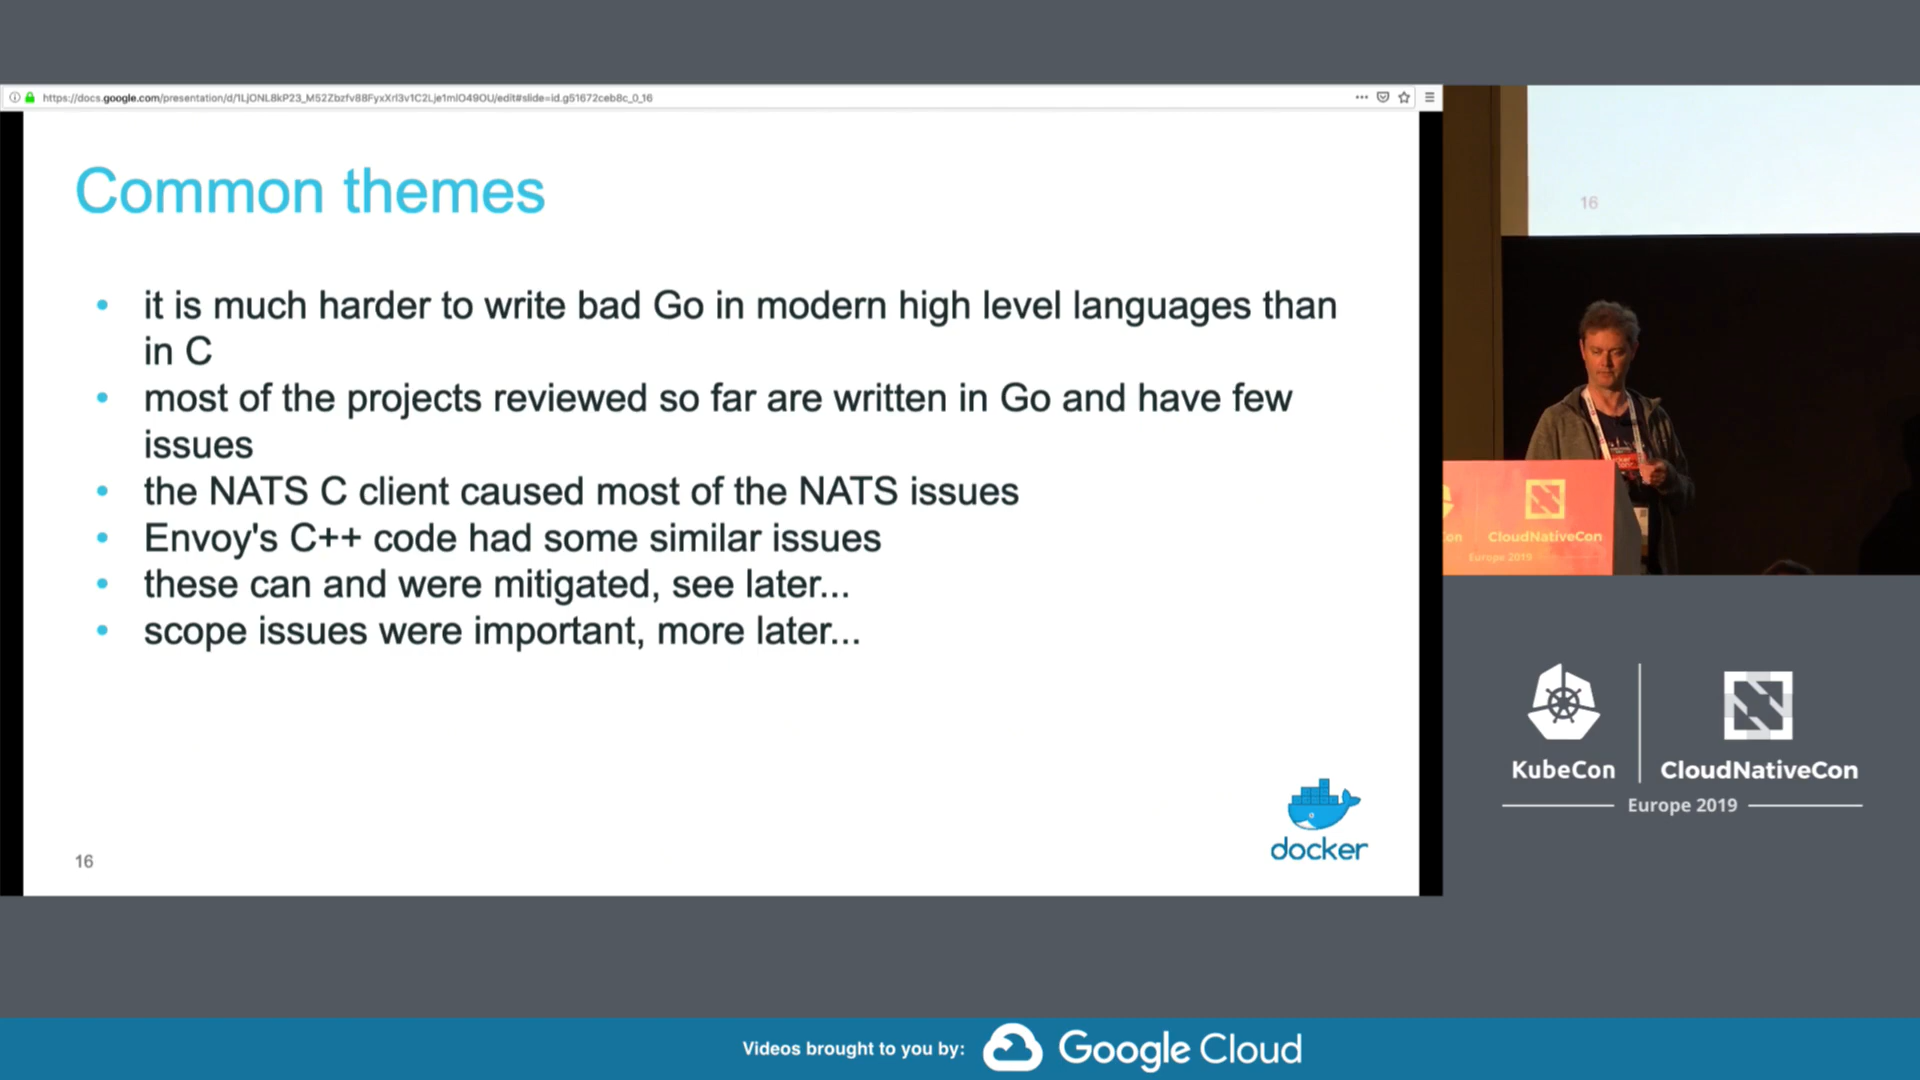 https://docs.google.com/presentation/d/1LjONL8kP23_M52Zbzfv88FyxXrl3v1C2Lje1mlO49OU/edit#slide=id.g51672ceb8c_0_16
Common themes
it is much harder to write bad Go in modern high level languages than
in C
most of the projects reviewed so far are written in Go and have few
issues
the NATS C client caused most of the NATS issues
Envoy's C++ code had some similar issues
these can and were mitigated, see later...
scope issues were important, more later...
docker
16
16
CloudNativeCon
Europe 2019
KubeCon
CloudNativeCon
Europe 2019
Videos brought to you by:
Google Cloud